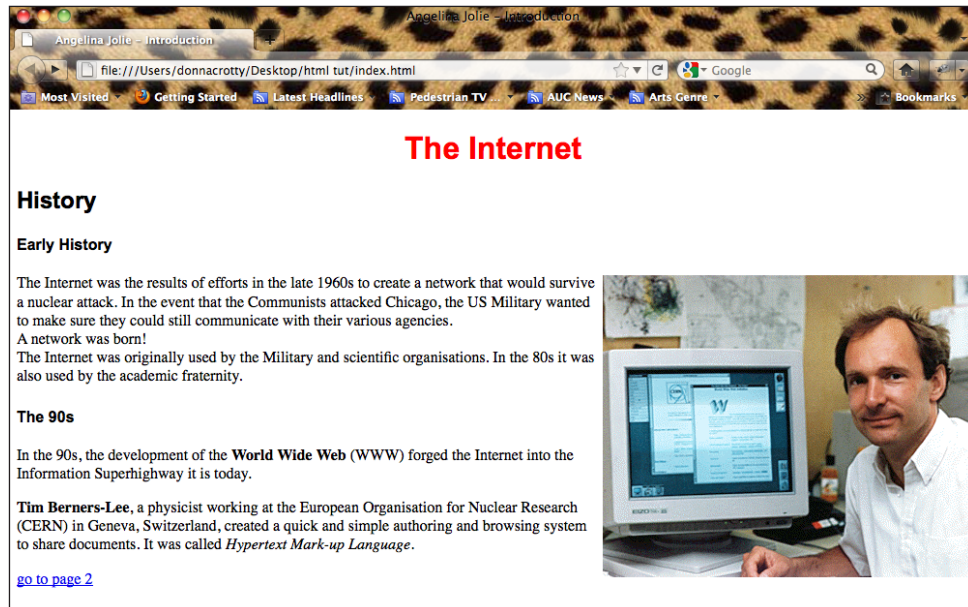 Angelina Jolie – Introduction
Angelina Jolie – Introduction
file:///Users/donnacrotty/Desktop/html tut/index.html
Google
Most Visited
Getting Started
Latest Headlines
Pedestrian TV ...
AUC News
Arts Genre
Bookmarks
The Internet
History
Early History
The Internet was the results of efforts in the late 1960s to create a network that would survive
a nuclear attack. In the event that the Communists attacked Chicago, the US Military wanted
to make sure they could still communicate with their various agencies.
A network was born!
The Internet was originally used by the Military and scientific organisations. In the 80s it was
also used by the academic fraternity.
The 90s
In the 90s, the development of the World Wide Web (WWW) forged the Internet into the
Information Superhighway it is today.
Tim Berners-Lee, a physicist working at the European Organisation for Nuclear Research
(CERN) in Geneva, Switzerland, created a quick and simple authoring and browsing system
to share documents. It was called Hypertext Mark-up Language.
go to page 2
CERN
W